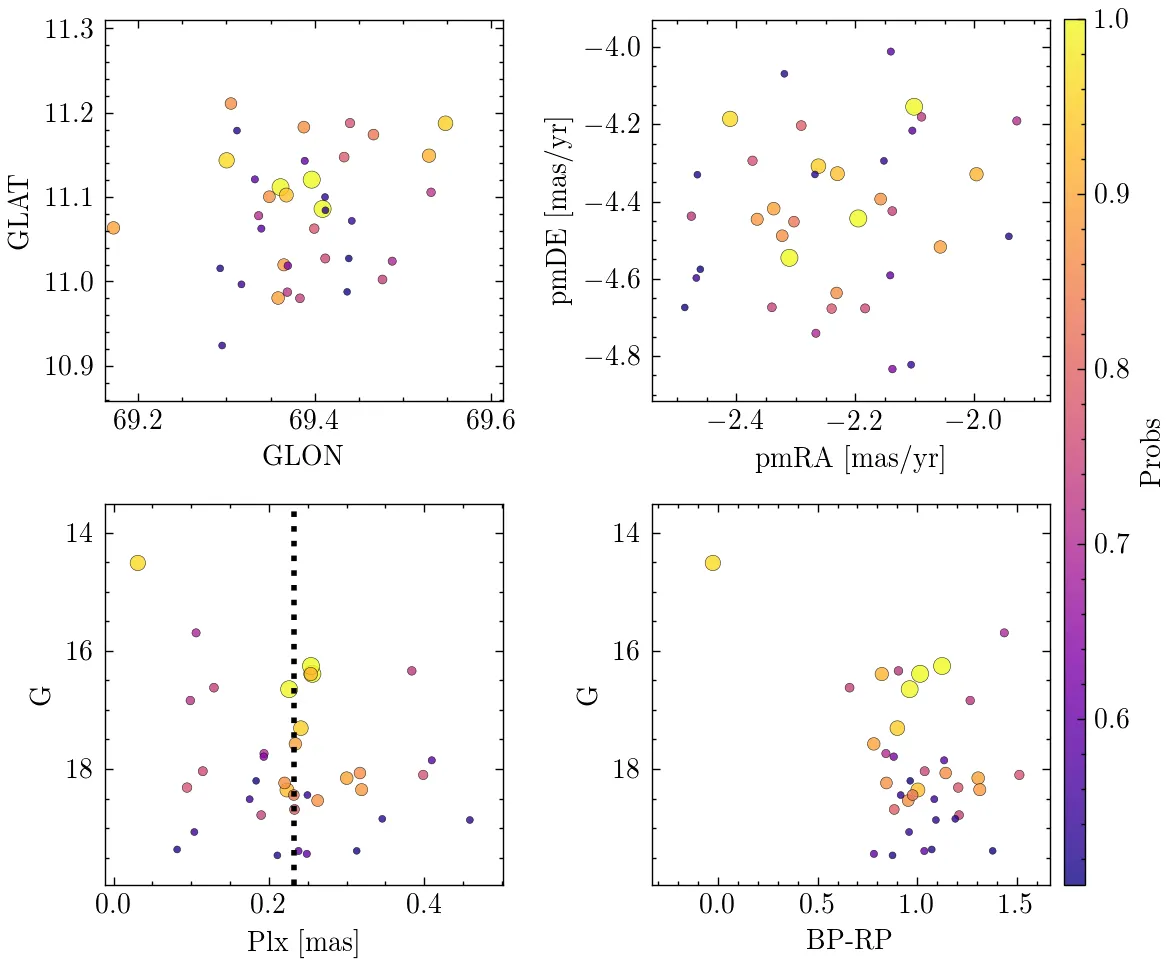 11.3
11.2
11.1
11.0
10.9
GLAT
69.2 69.4 69.6
GLON
−4.0
−4.2
−4.4
−4.6
−4.8
pmDE [mas/yr]
−2.4 −2.2 −2.0
pmRA [mas/yr]
1.0
0.9
0.8
0.7
0.6
Probs
14
16
18
G
0.0 0.2 0.4
Plx [mas]
14
16
18
G
0.0 0.5 1.0 1.5
BP-RP